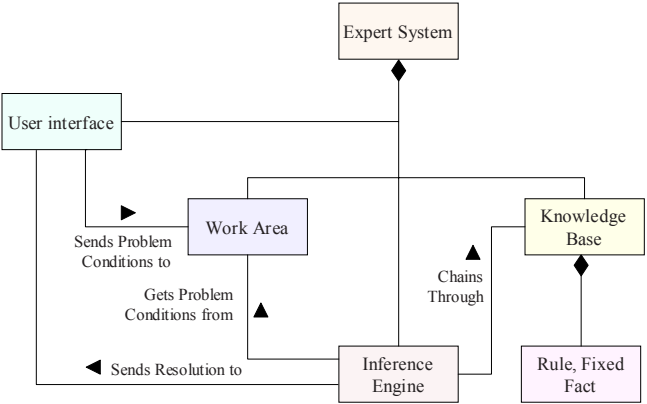 Expert System
User interface
Work Area
Knowledge
Base
Sends Problem
Conditions to
Chains
Through
Gets Problem
Conditions from
Sends Resolution to
Inference
Engine
Rule, Fixed
Fact